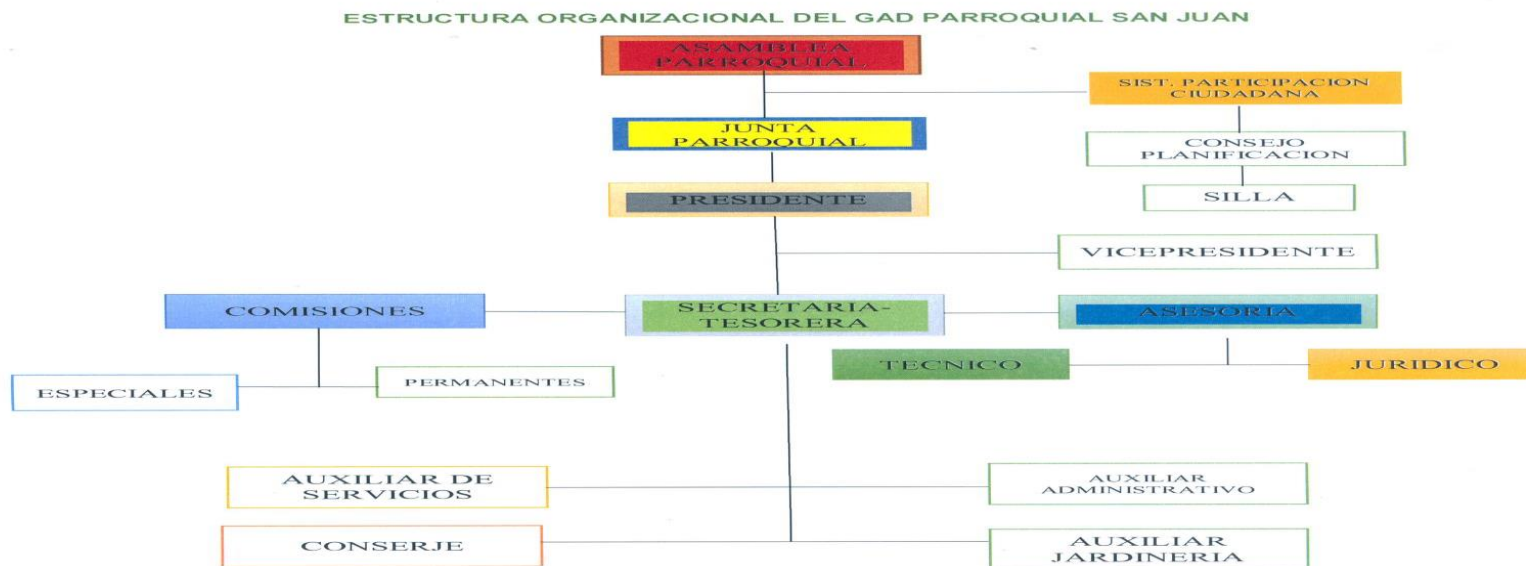 ESTRUCTURA ORGANIZACIONAL DEL GAD PARROQUIAL SAN JUAN
ASAMBLEA
PARROQUIAL
SIST. PARTICIPACION
CIUDADANA
JUNTA
PARROQUIAL
CONSEJO
PLANIFICACION
PRESIDENTE
SILLA
VICEPRESIDENTE
COMISIONES
SECRETARIA-
TESORERA
ASESORIA
TECNICO
JURIDICO
ESPECIALES
PERMANENTES
AUXILIAR DE
SERVICIOS
AUXILIAR
ADMINISTRATIVO
CONSERJE
AUXILIAR
JARDINERIA